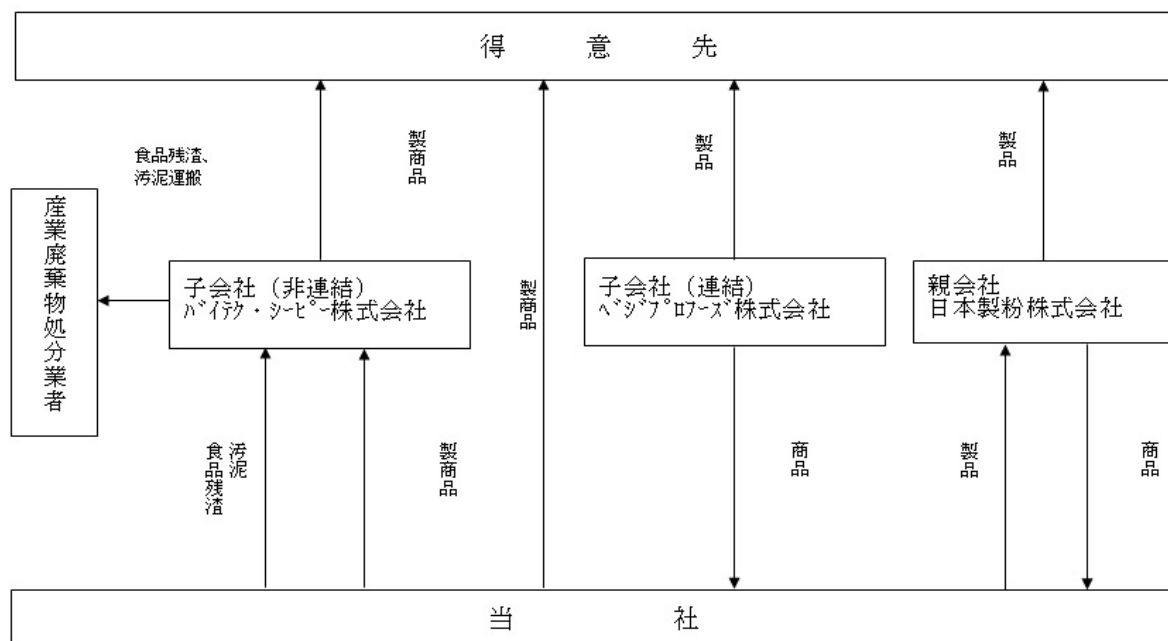 得意先
食品残渣、
汚泥運搬
製商品
製商品
製品
製品
産業廃棄物処分業者
子会社（非連結）
ﾊﾞｲﾃｸ・ｼｰﾋﾟｰ株式会社
子会社（連結）
ﾍﾞｼﾞﾌﾟﾛﾌｰｽﾞ株式会社
親会社
日本製粉株式会社
汚泥
食品残渣
製商品
商品
製品
商品
当社